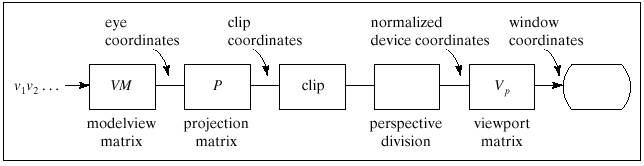 eye
coordinates
clip
coordinates
normalized
device coordinates
window
coordinates
v₁v₂ . . .
VM
P
clip
Vₚ
modelview
matrix
projection
matrix
perspective
division
viewport
matrix